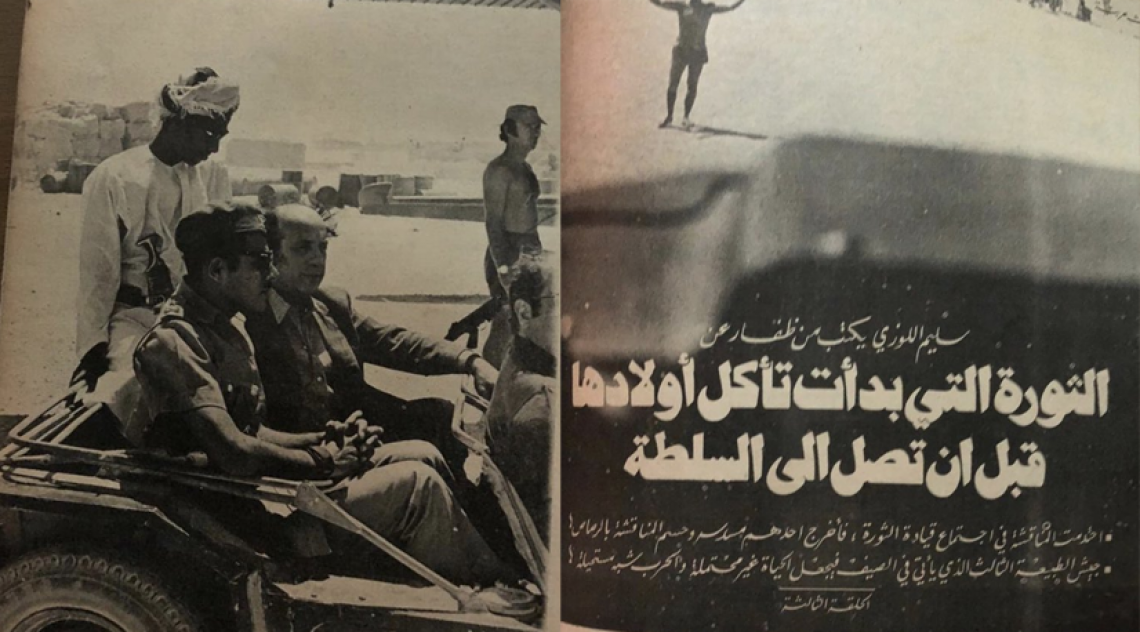 سليم اللوزي يكتب من ظفار عن
الثورة التي بدأت تأكل أولادها
قبل ان تصل الى السلطة
▪ احتدمت المناقشة في اجتماع قيادة الثورة ، فأخرج احدهم مسدسه وحسم المناقشة بالرصاص !
▪ جيش الطبيعة الثالث الذي يأتي في الصيف فيجعل الحياة غير محتملة والحرب شبه مستحيلة !
الحلقة الثالثة